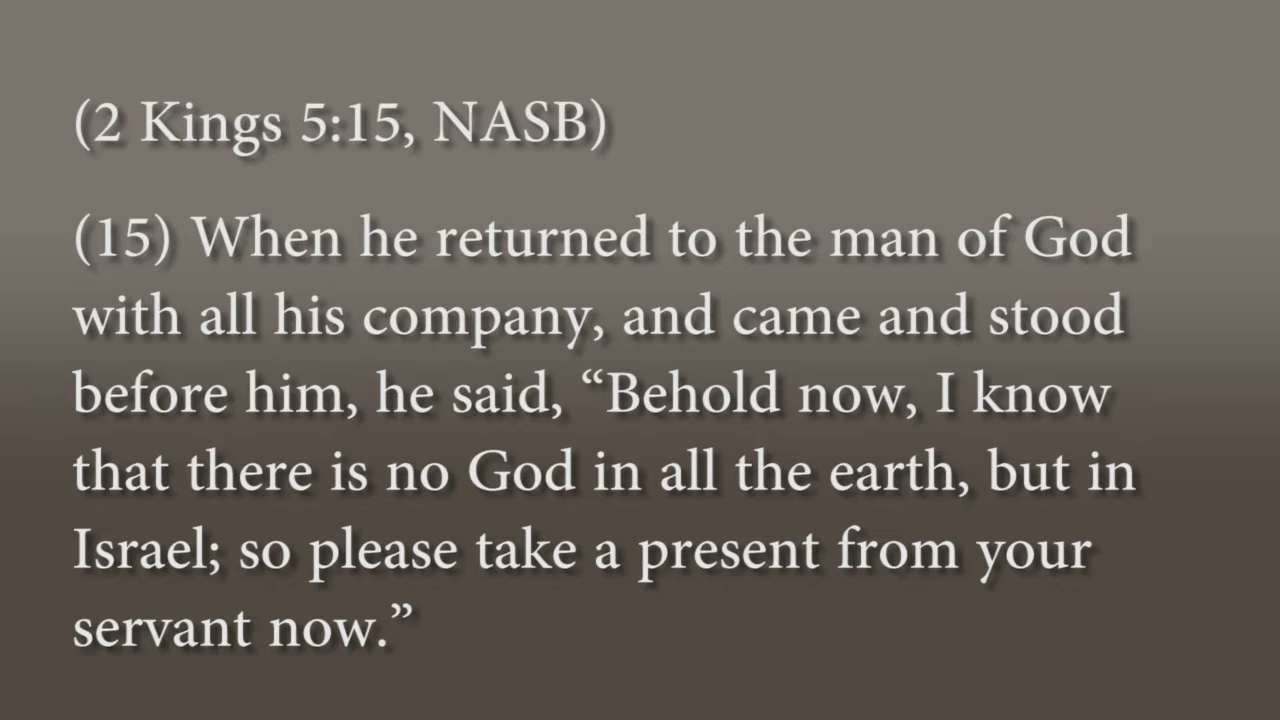 (2 Kings 5:15, NASB)
(15) When he returned to the man of God
with all his company, and came and stood
before him, he said, “Behold now, I know
that there is no God in all the earth, but in
Israel; so please take a present from your
servant now.”